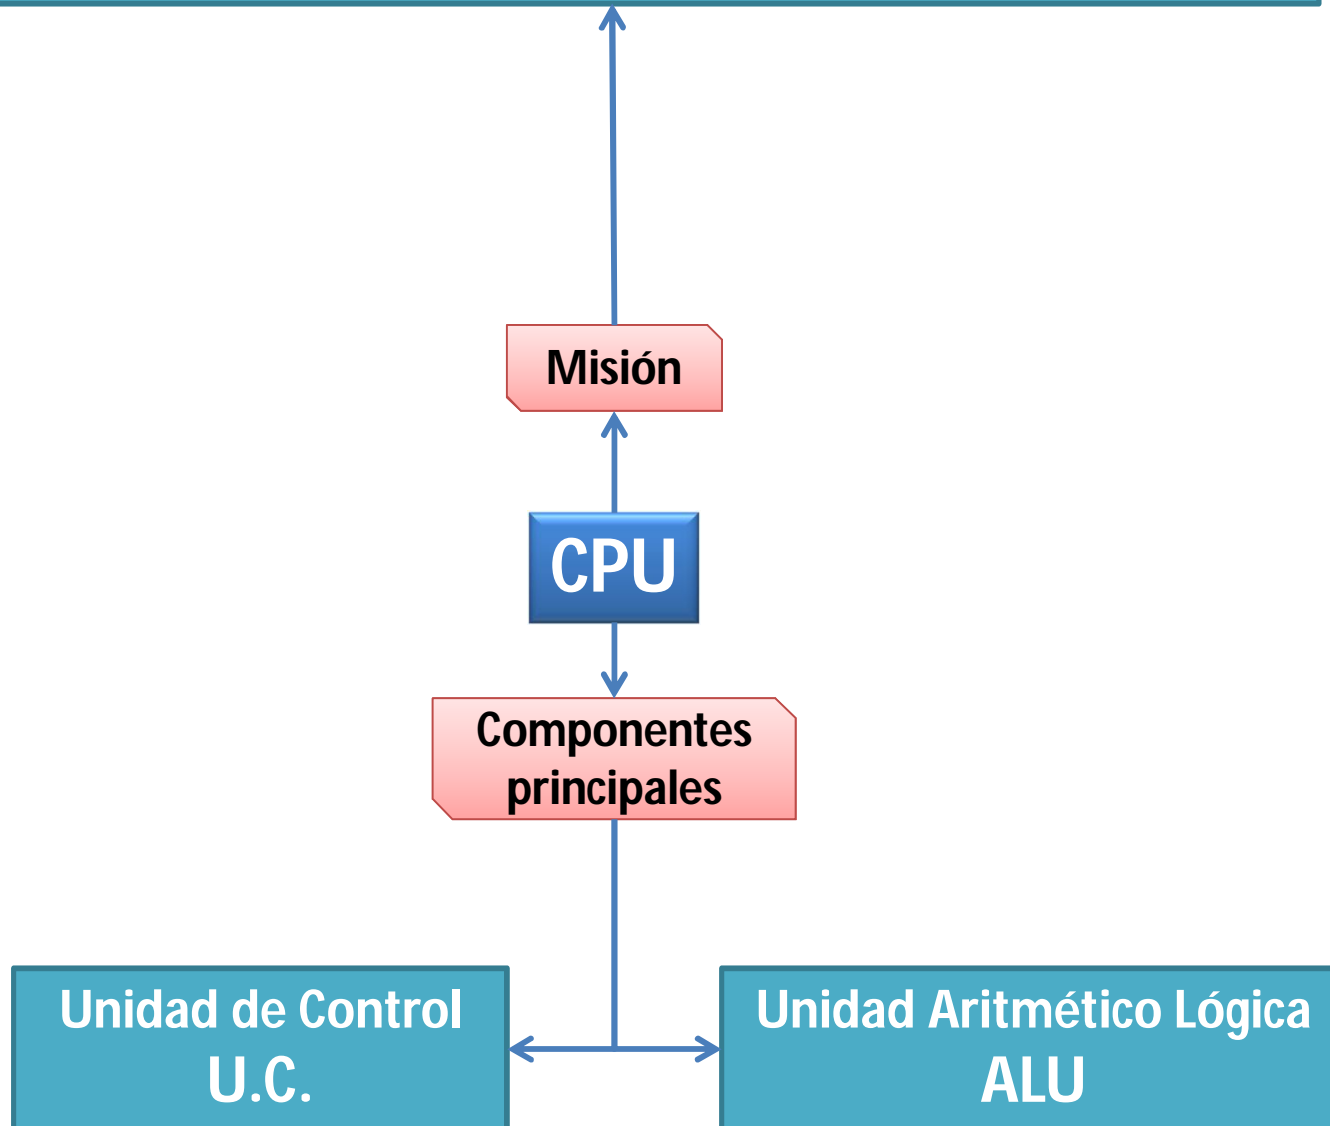 Misión
CPU
Componentes
principales
Unidad de Control
U.C.
Unidad Aritmético Lógica
ALU